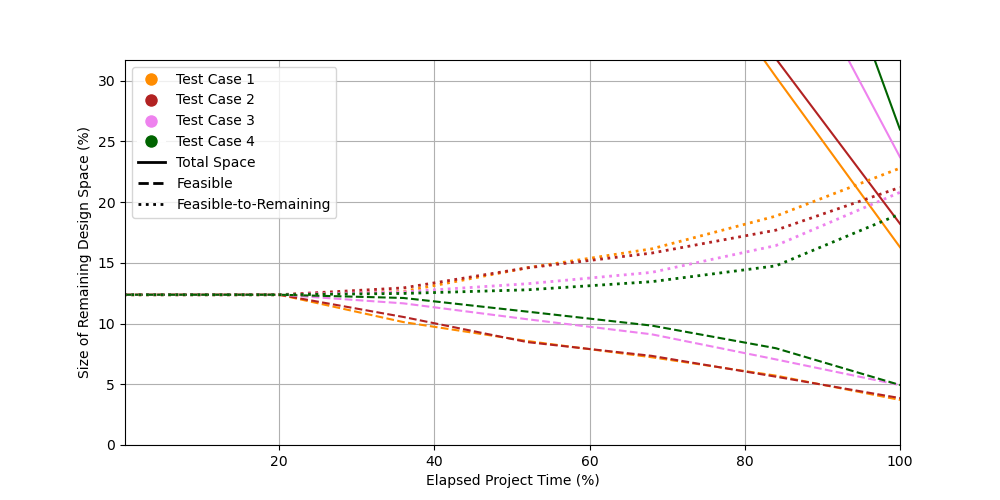 Size of Remaining Design Space (%)
30
25
20
15
10
5
0
Test Case 1
Test Case 2
Test Case 3
Test Case 4
Total Space
Feasible
Feasible-to-Remaining
20 40 60 80 100
Elapsed Project Time (%)